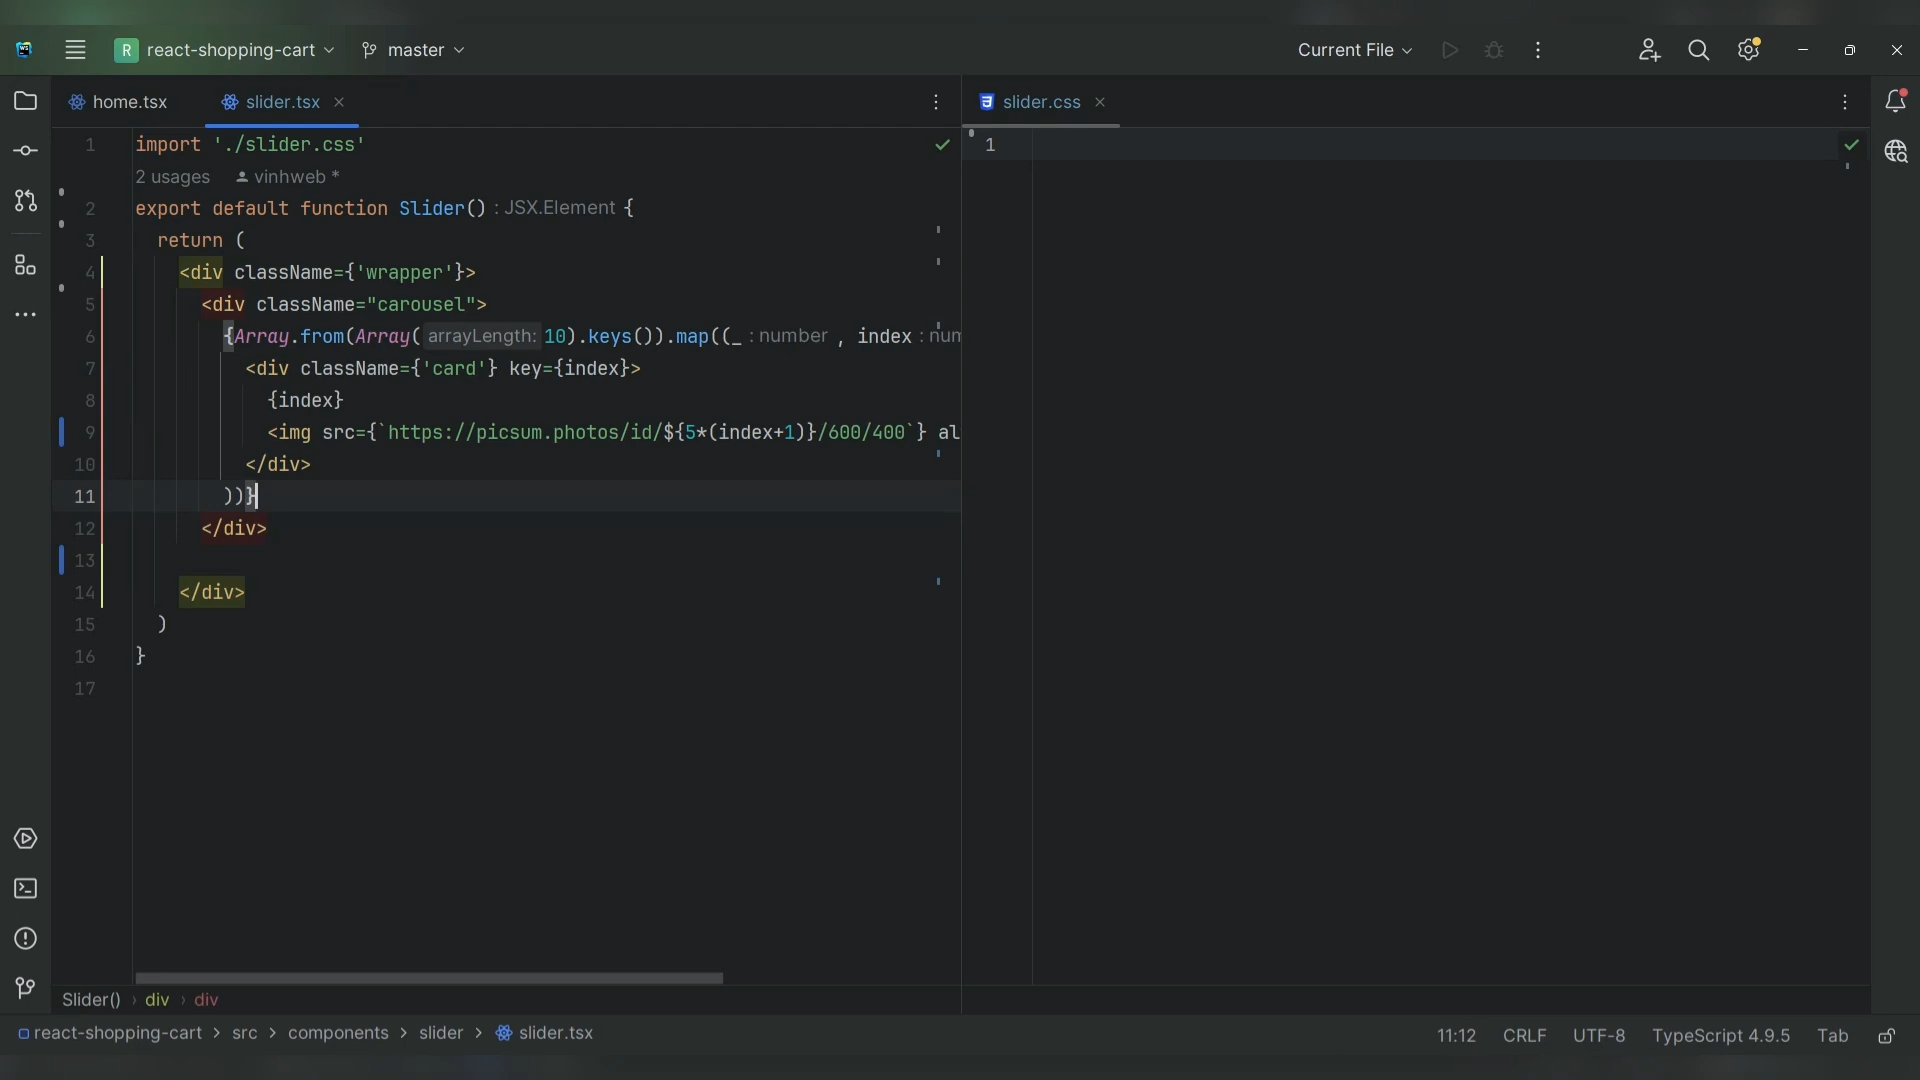 WS
R react-shopping-cart master Current File
home.tsx slider.tsx slider.css
1 import './slider.css'
2 usages vinhweb *
2 export default function Slider() : JSX.Element {
3 return (
4 <div className={'wrapper'}>
5 <div className="carousel">
6 {Array.from(Array( arrayLength: 10).keys()).map((_ : number , index : num
7 <div className={'card'} key={index}>
8 {index}
9 <img src={`https://picsum.photos/id/${5*(index+1)}/600/400`} al
10 </div>
11 ))}
12 </div>
13
14 </div>
15 )
16 }
17
1
Slider() › div › div
react-shopping-cart > src > components > slider > slider.tsx
11:12 CRLF UTF-8 TypeScript 4.9.5 Tab